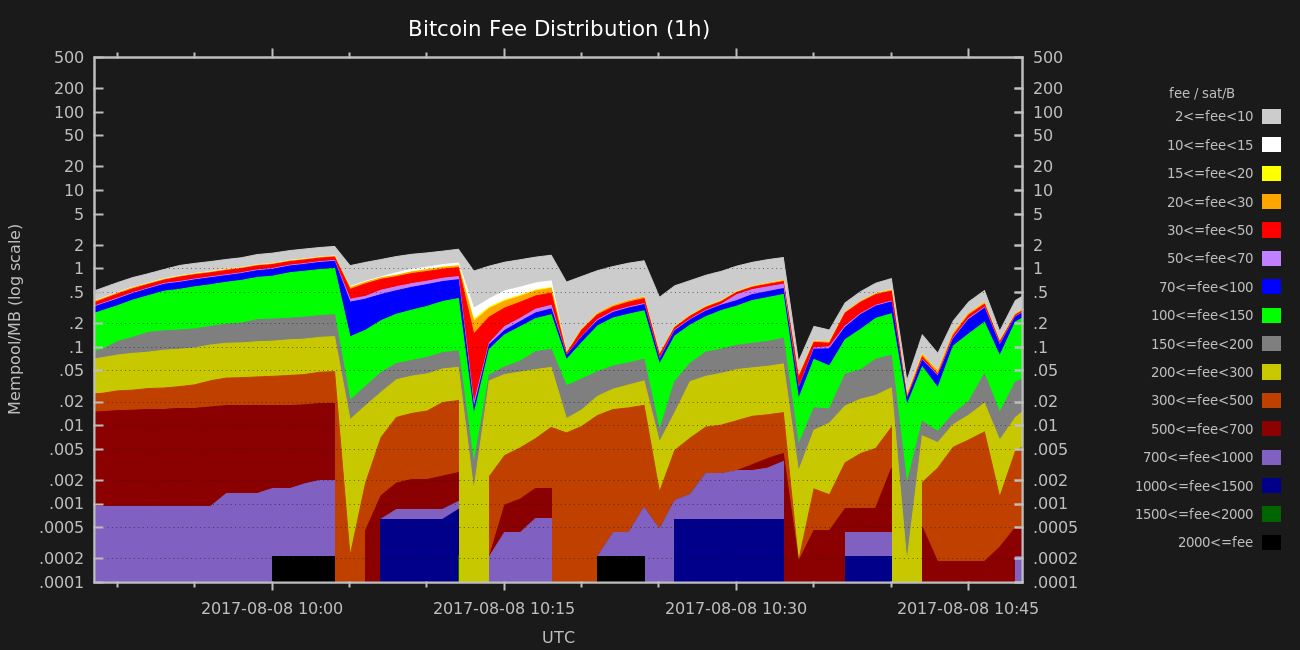 Bitcoin Fee Distribution (1h)
500 500
200 200
100 100
50 50
20 20
10 10
5 5
2 2
1 1
.5 .5
.2 .2
.1 .1
.05 .05
.02 .02
.01 .01
.005 .005
.002 .002
.001 .001
.0005 .0005
.0002 .0002
.0001 .0001
Mempool/MB (log scale)
2017-08-08 10:00 2017-08-08 10:15 2017-08-08 10:30 2017-08-08 10:45
UTC
fee / sat/B
2<=fee<10
10<=fee<15
15<=fee<20
20<=fee<30
30<=fee<50
50<=fee<70
70<=fee<100
100<=fee<150
150<=fee<200
200<=fee<300
300<=fee<500
500<=fee<700
700<=fee<1000
1000<=fee<1500
1500<=fee<2000
2000<=fee